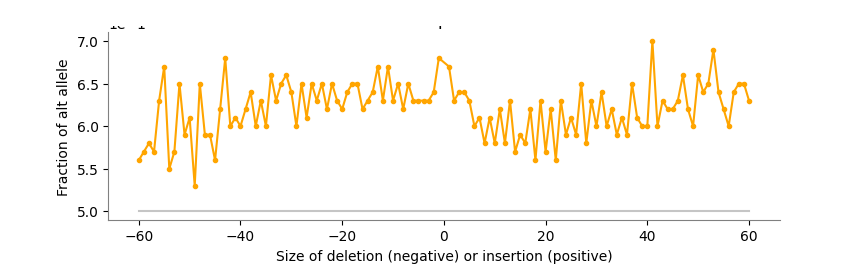 7.0
6.5
6.0
5.5
5.0
Fraction of alt allele
−60 −40 −20 0 20 40 60
Size of deletion (negative) or insertion (positive)